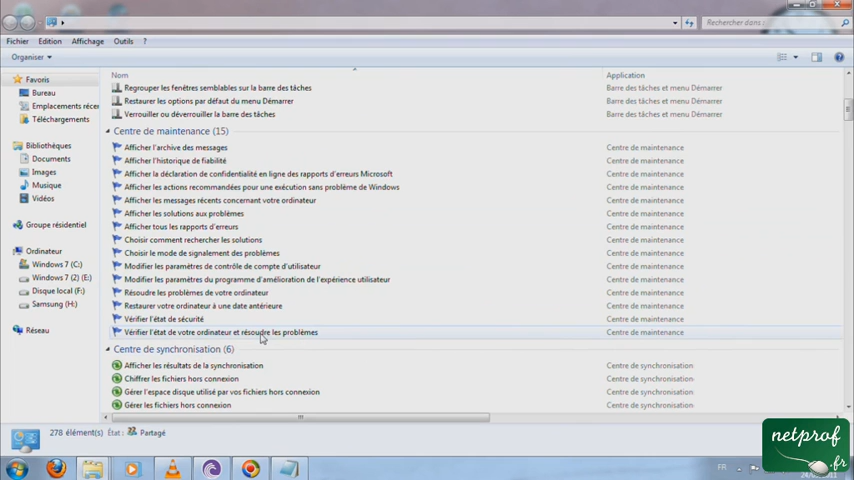 Rechercher dans
Fichier Edition Affichage Outils ?
Organiser
Nom Application
Favoris
Bureau
Emplacements récen
Téléchargements
Bibliothèques
Documents
Images
Musique
Vidéos
Groupe résidentiel
Ordinateur
Windows 7 (C:)
Windows 7 (2) (E:)
Disque local (F:)
Samsung (H:)
Réseau
Regrouper les fenêtres semblables sur la barre des tâches Barre des tâches et menu Démarrer
Restaurer les options par défaut du menu Démarrer Barre des tâches et menu Démarrer
Verrouiller ou déverrouiller la barre des tâches Barre des tâches et menu Démarrer
Centre de maintenance (15)
Afficher l'archive des messages Centre de maintenance
Afficher l'historique de fiabilité Centre de maintenance
Afficher la déclaration de confidentialité en ligne des rapports d'erreurs Microsoft Centre de maintenance
Afficher les actions recommandées pour une exécution sans problème de Windows Centre de maintenance
Afficher les messages récents concernant votre ordinateur Centre de maintenance
Afficher les solutions aux problèmes Centre de maintenance
Afficher tous les rapports d'erreurs Centre de maintenance
Choisir comment rechercher les solutions Centre de maintenance
Choisir le mode de signalement des problèmes Centre de maintenance
Modifier les paramètres de contrôle de compte d'utilisateur Centre de maintenance
Modifier les paramètres du programme d'amélioration de l'expérience utilisateur Centre de maintenance
Résoudre les problèmes de votre ordinateur Centre de maintenance
Restaurer votre ordinateur à une date antérieure Centre de maintenance
Vérifier l'état de sécurité Centre de maintenance
Vérifier l'état de votre ordinateur et résoudre les problèmes Centre de maintenance
Centre de synchronisation (6)
Afficher les résultats de la synchronisation Centre de synchronisation
Chiffrer les fichiers hors connexion Centre de synchronisation
Gérer l'espace disque utilisé par vos fichiers hors connexion Centre de synchronisation
Gérer les fichiers hors connexion Centre de synchronisation
278 élément(s) État : Partagé
FR
netprof
.fr